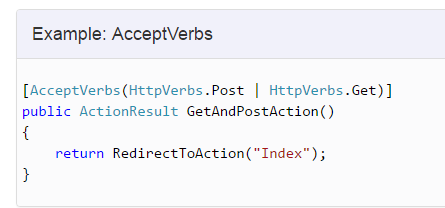 Example: AcceptVerbs
[AcceptVerbs(HttpVerbs.Post | HttpVerbs.Get)]
public ActionResult GetAndPostAction()
{
    return RedirectToAction("Index");
}